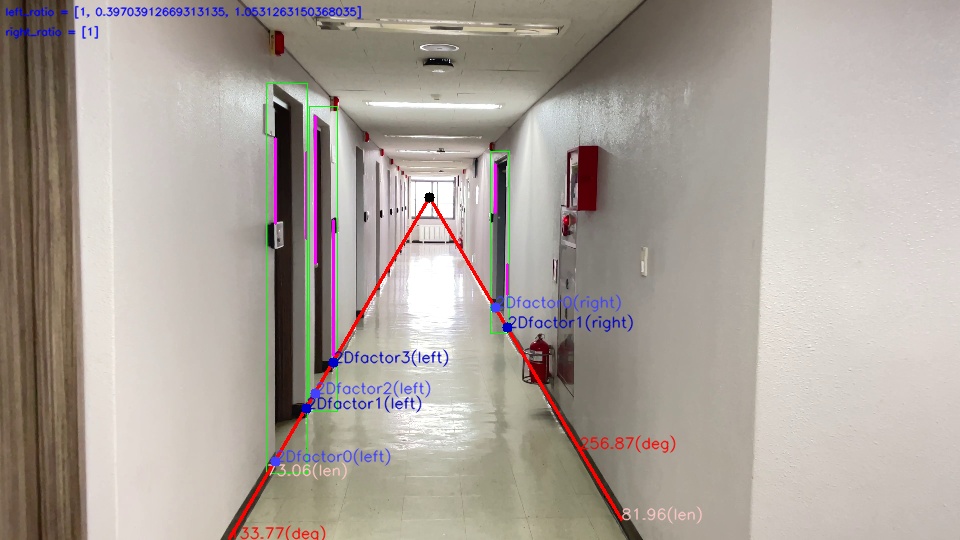 left_ratio = [1, 0.39703912669313135, 1.0531263150368035]
right_ratio = [1]
2Dfactor0(right)
2Dfactor1(right)
2Dfactor3(left)
2Dfactor2(left)
2Dfactor1(left)
256.87(deg)
2Dfactor0(left)
73.06(len)
81.96(len)
33.77(deg)